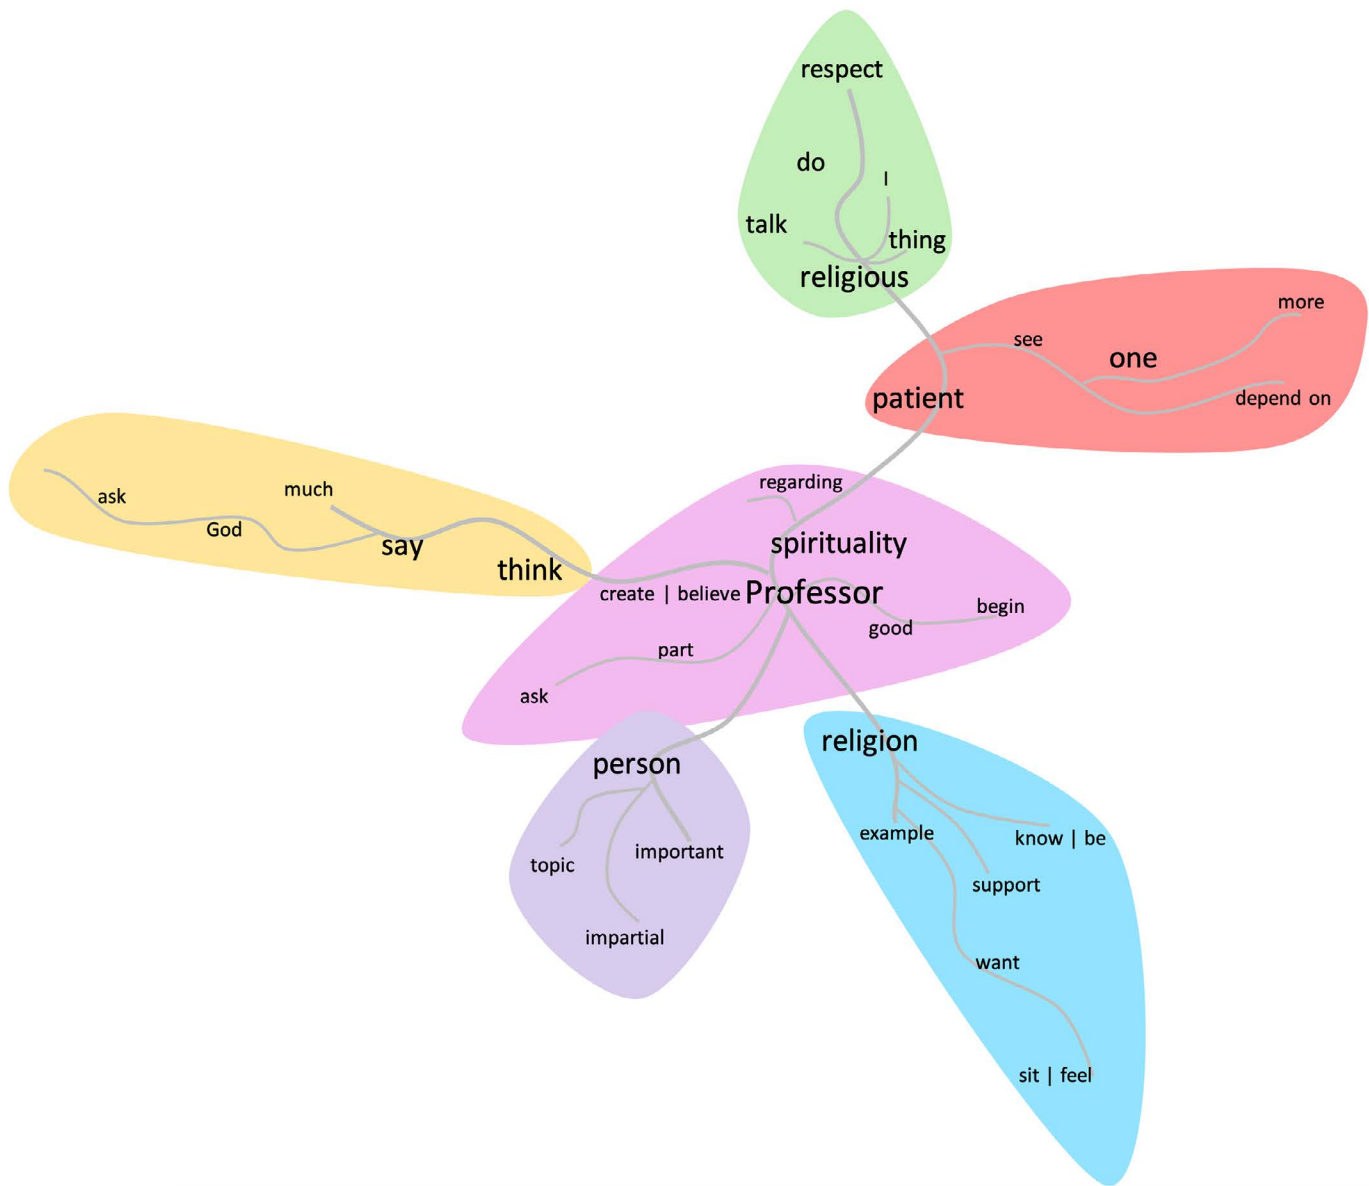 respect
do
I
talk
thing
religious
more
see
one
depend on
patient
regarding
ask
much
God
say
spirituality
think
create | believe
Professor
begin
good
part
ask
religion
person
example
know | be
important
topic
support
impartial
want
sit | feel